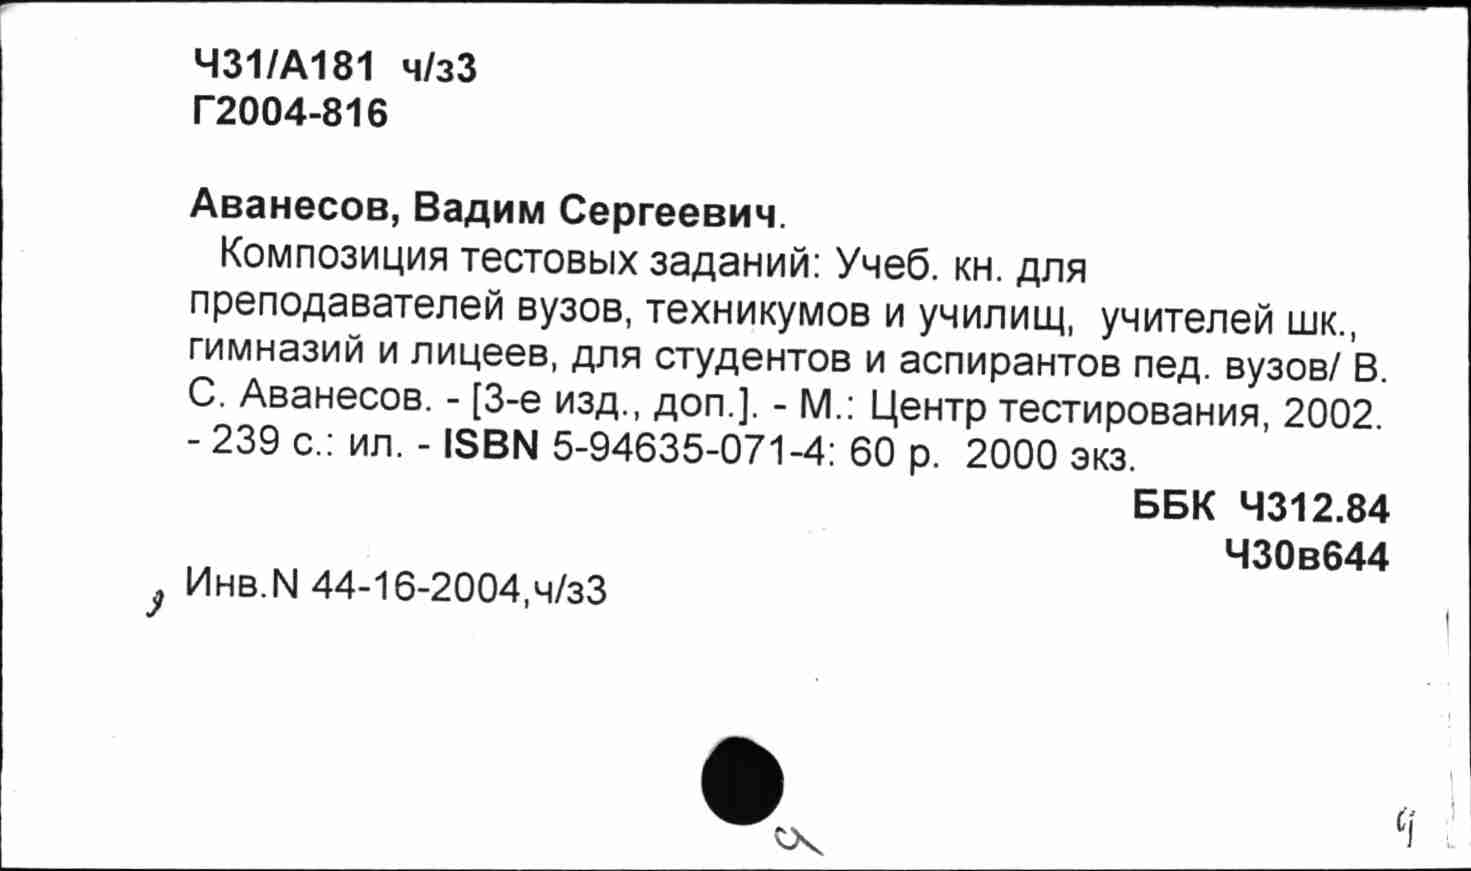 Ч31/А181 ч/з3
Г2004-816
Аванесов, Вадим Сергеевич.
Композиция тестовых заданий: Учеб. кн. для
преподавателей вузов, техникумов и училищ, учителей шк.,
гимназий и лицеев, для студентов и аспирантов пед. вузов/ В.
С. Аванесов. - [3-е изд., доп.]. - М.: Центр тестирования, 2002.
- 239 с.: ил. - ISBN 5-94635-071-4: 60 р. 2000 экз.
ББК Ч312.84
Ч30в644
Инв.N 44-16-2004,ч/з3